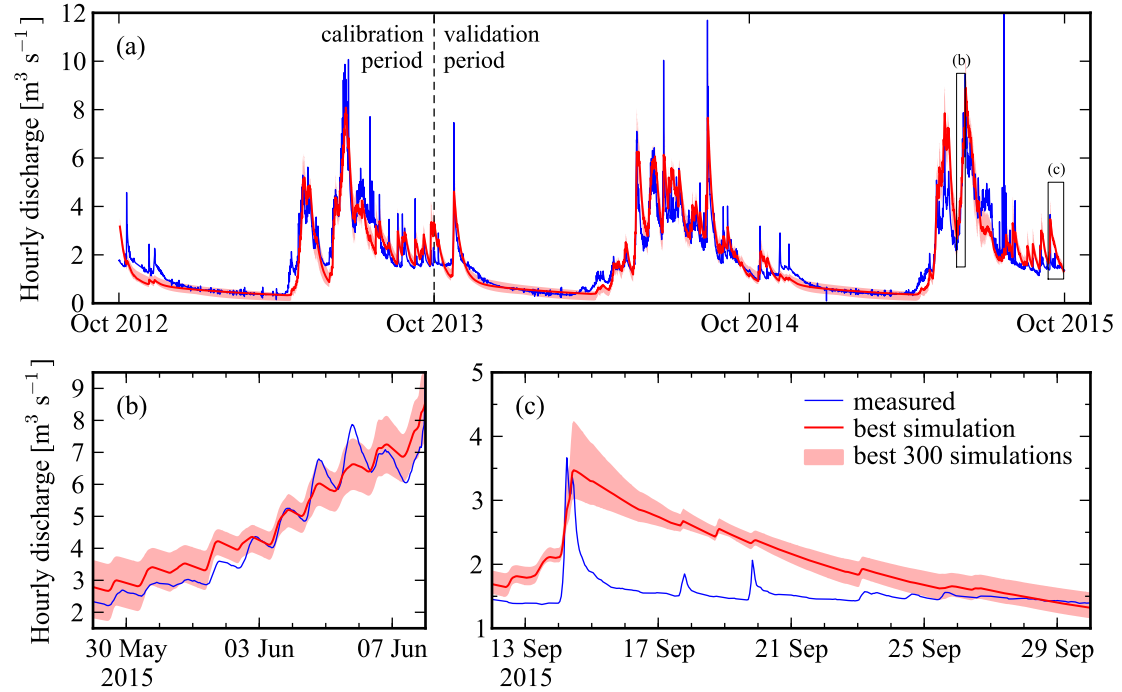 12
10
8
6
4
2
0
Hourly discharge [m³ s⁻¹]
(a)
calibration period
validation period
(b)
(c)
Oct 2012
Oct 2013
Oct 2014
Oct 2015
9
8
7
6
5
4
3
2
Hourly discharge [m³ s⁻¹]
(b)
30 May
2015
03 Jun
07 Jun
5
4
3
2
1
(c)
measured
best simulation
best 300 simulations
13 Sep
2015
17 Sep
21 Sep
25 Sep
29 Sep